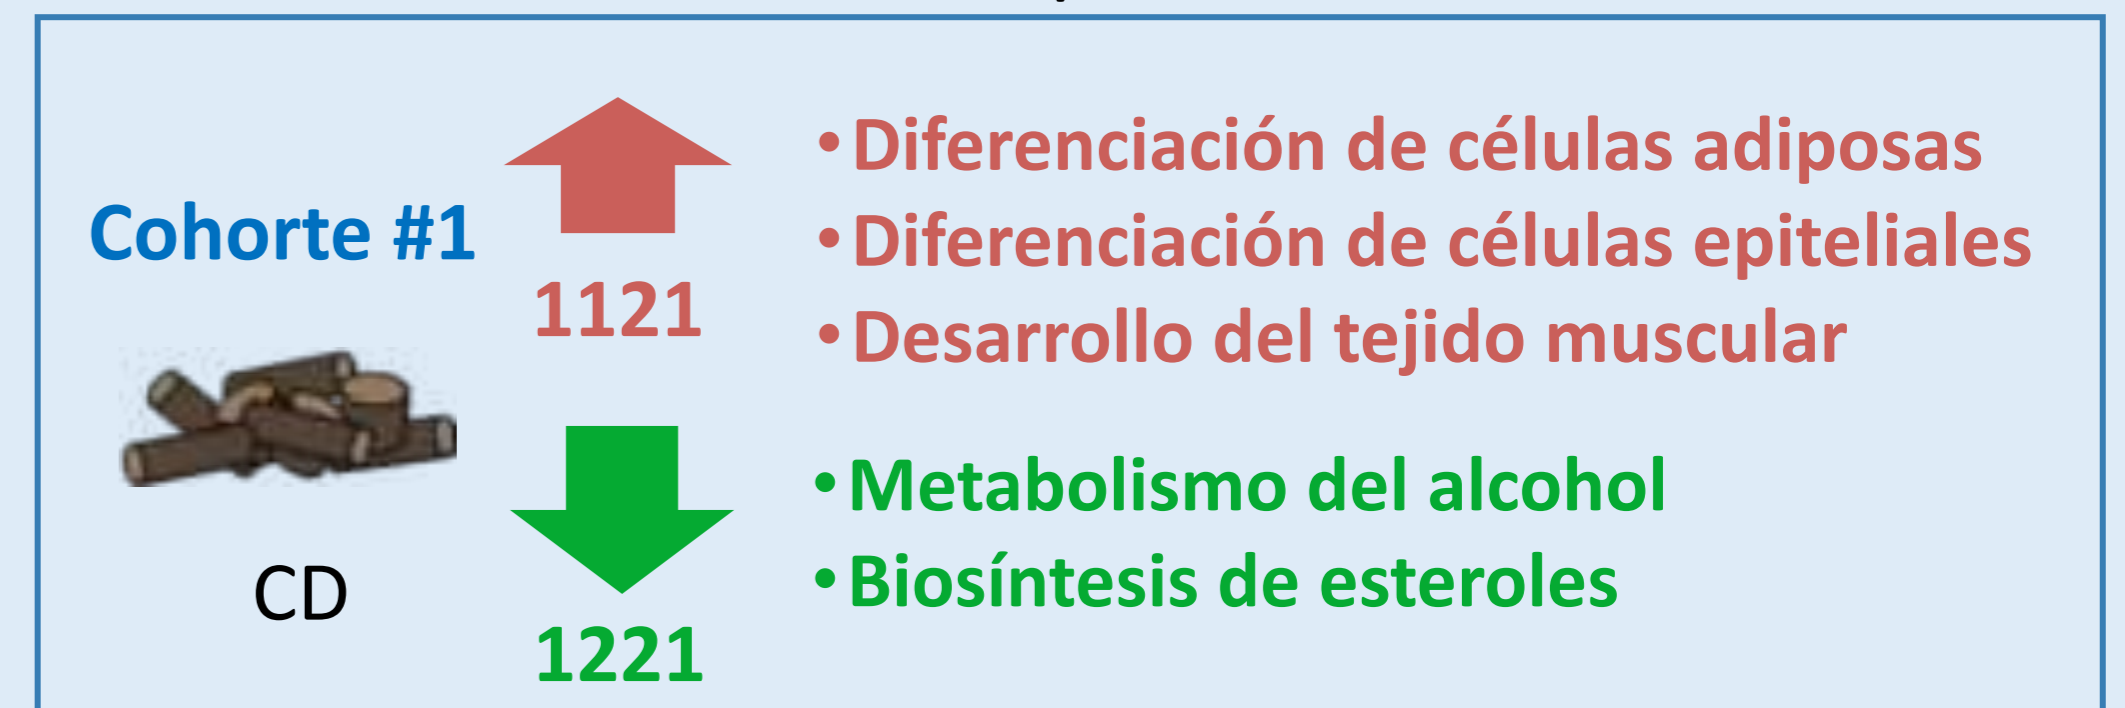 Cohorte #1
CD
1121
• Diferenciación de células adiposas
• Diferenciación de células epiteliales
• Desarrollo del tejido muscular
1221
• Metabolismo del alcohol
• Biosíntesis de esteroles